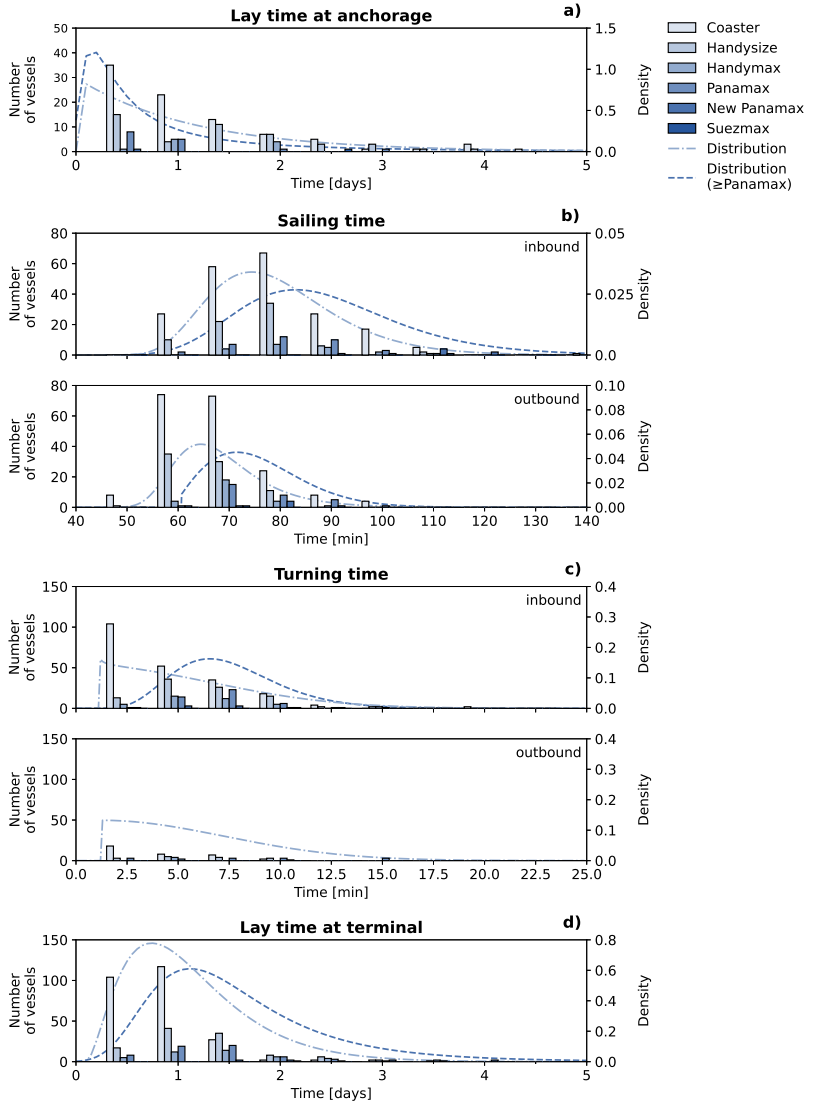 Lay time at anchorage
a)
Number
of vessels
50
40
30
20
10
0
1.5
1.0
0.5
0.0
Density
0
1
2
3
4
5
Time [days]
Coaster
Handysize
Handymax
Panamax
New Panamax
Suezmax
Distribution
Distribution
(≥Panamax)
Sailing time
b)
inbound
Number
of vessels
80
60
40
20
0
0.05
0.025
0.0
Density
outbound
Number
of vessels
80
60
40
20
0
0.10
0.08
0.06
0.04
0.02
0.00
Density
40
50
60
70
80
90
100
110
120
130
140
Time [min]
Turning time
c)
inbound
Number
of vessels
150
100
50
0
0.4
0.3
0.2
0.1
0.0
Density
outbound
Number
of vessels
150
100
50
0
0.4
0.3
0.2
0.1
0.0
Density
0.0
2.5
5.0
7.5
10.0
12.5
15.0
17.5
20.0
22.5
25.0
Time [min]
Lay time at terminal
d)
Number
of vessels
150
100
50
0
0.8
0.6
0.4
0.2
0.0
Density
0
1
2
3
4
5
Time [days]